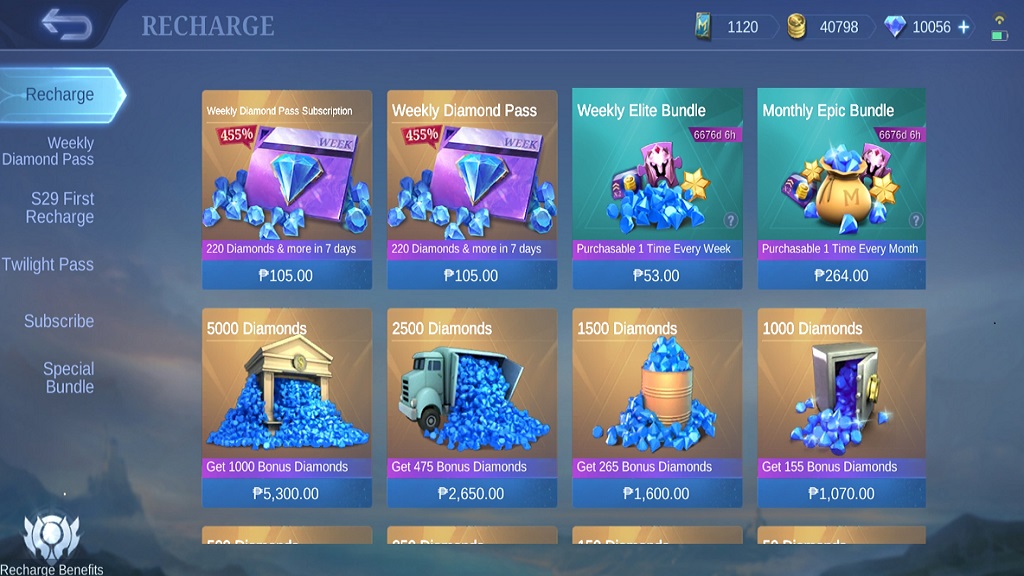 RECHARGE
1120
40798
10056 +
Recharge
Weekly
Diamond Pass
S29 First
Recharge
Twilight Pass
Subscribe
Special
Bundle
Recharge Benefits
Weekly Diamond Pass Subscription
455%
WEEK
220 Diamonds & more in 7 days
₱105.00
Weekly Diamond Pass
455%
WEEK
220 Diamonds & more in 7 days
₱105.00
Weekly Elite Bundle
6676d 6h
?
Purchasable 1 Time Every Week
₱53.00
Monthly Epic Bundle
6676d 6h
M
?
Purchasable 1 Time Every Month
₱264.00
5000 Diamonds
Get 1000 Bonus Diamonds
₱5,300.00
2500 Diamonds
Get 475 Bonus Diamonds
₱2,650.00
1500 Diamonds
Get 265 Bonus Diamonds
₱1,600.00
1000 Diamonds
Get 155 Bonus Diamonds
₱1,070.00